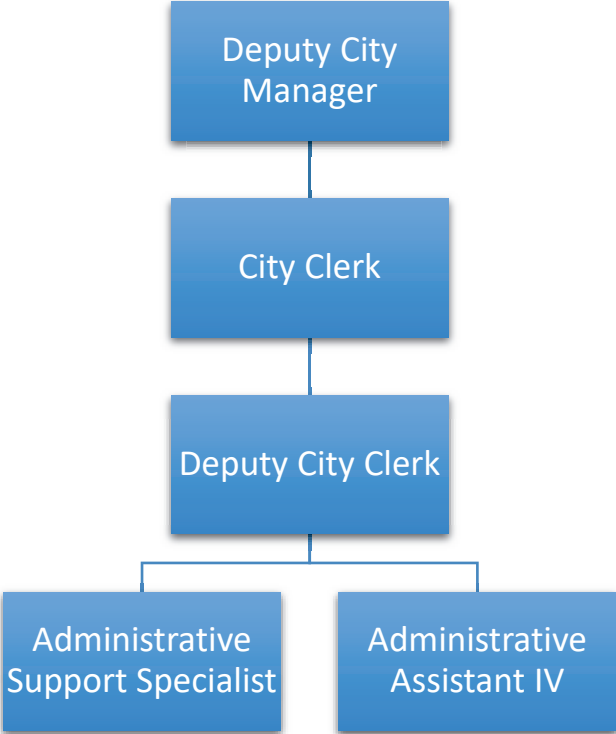 Deputy City
Manager
City Clerk
Deputy City Clerk
Administrative
Support Specialist
Administrative
Assistant IV